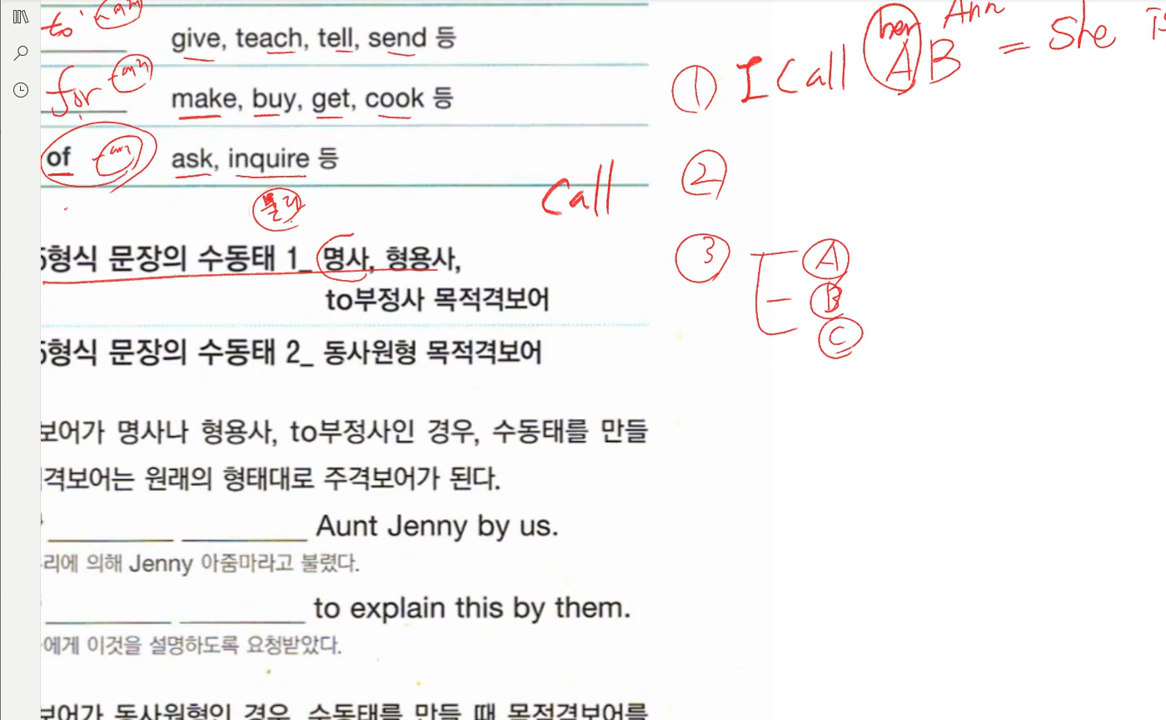 to
give, teach, tell, send 등
for
make, buy, get, cook 등
of
ask, inquire 등
call
5형식 문장의 수동태 1_ 명사, 형용사,
to부정사 목적격보어
5형식 문장의 수동태 2_ 동사원형 목적격보어
보어가 명사나 형용사, to부정사인 경우, 수동태를 만들
격보어는 원래의 형태대로 주격보어가 된다.
Aunt Jenny by us.
리에 의해 Jenny 아줌마라고 불렸다.
to explain this by them.
에게 이것을 설명하도록 요청받았다.
보어가 동사원형인 경우, 수동태를 만들 때 목적격보어를
her Ann
① I call A B = She is
②
③ A
B
C